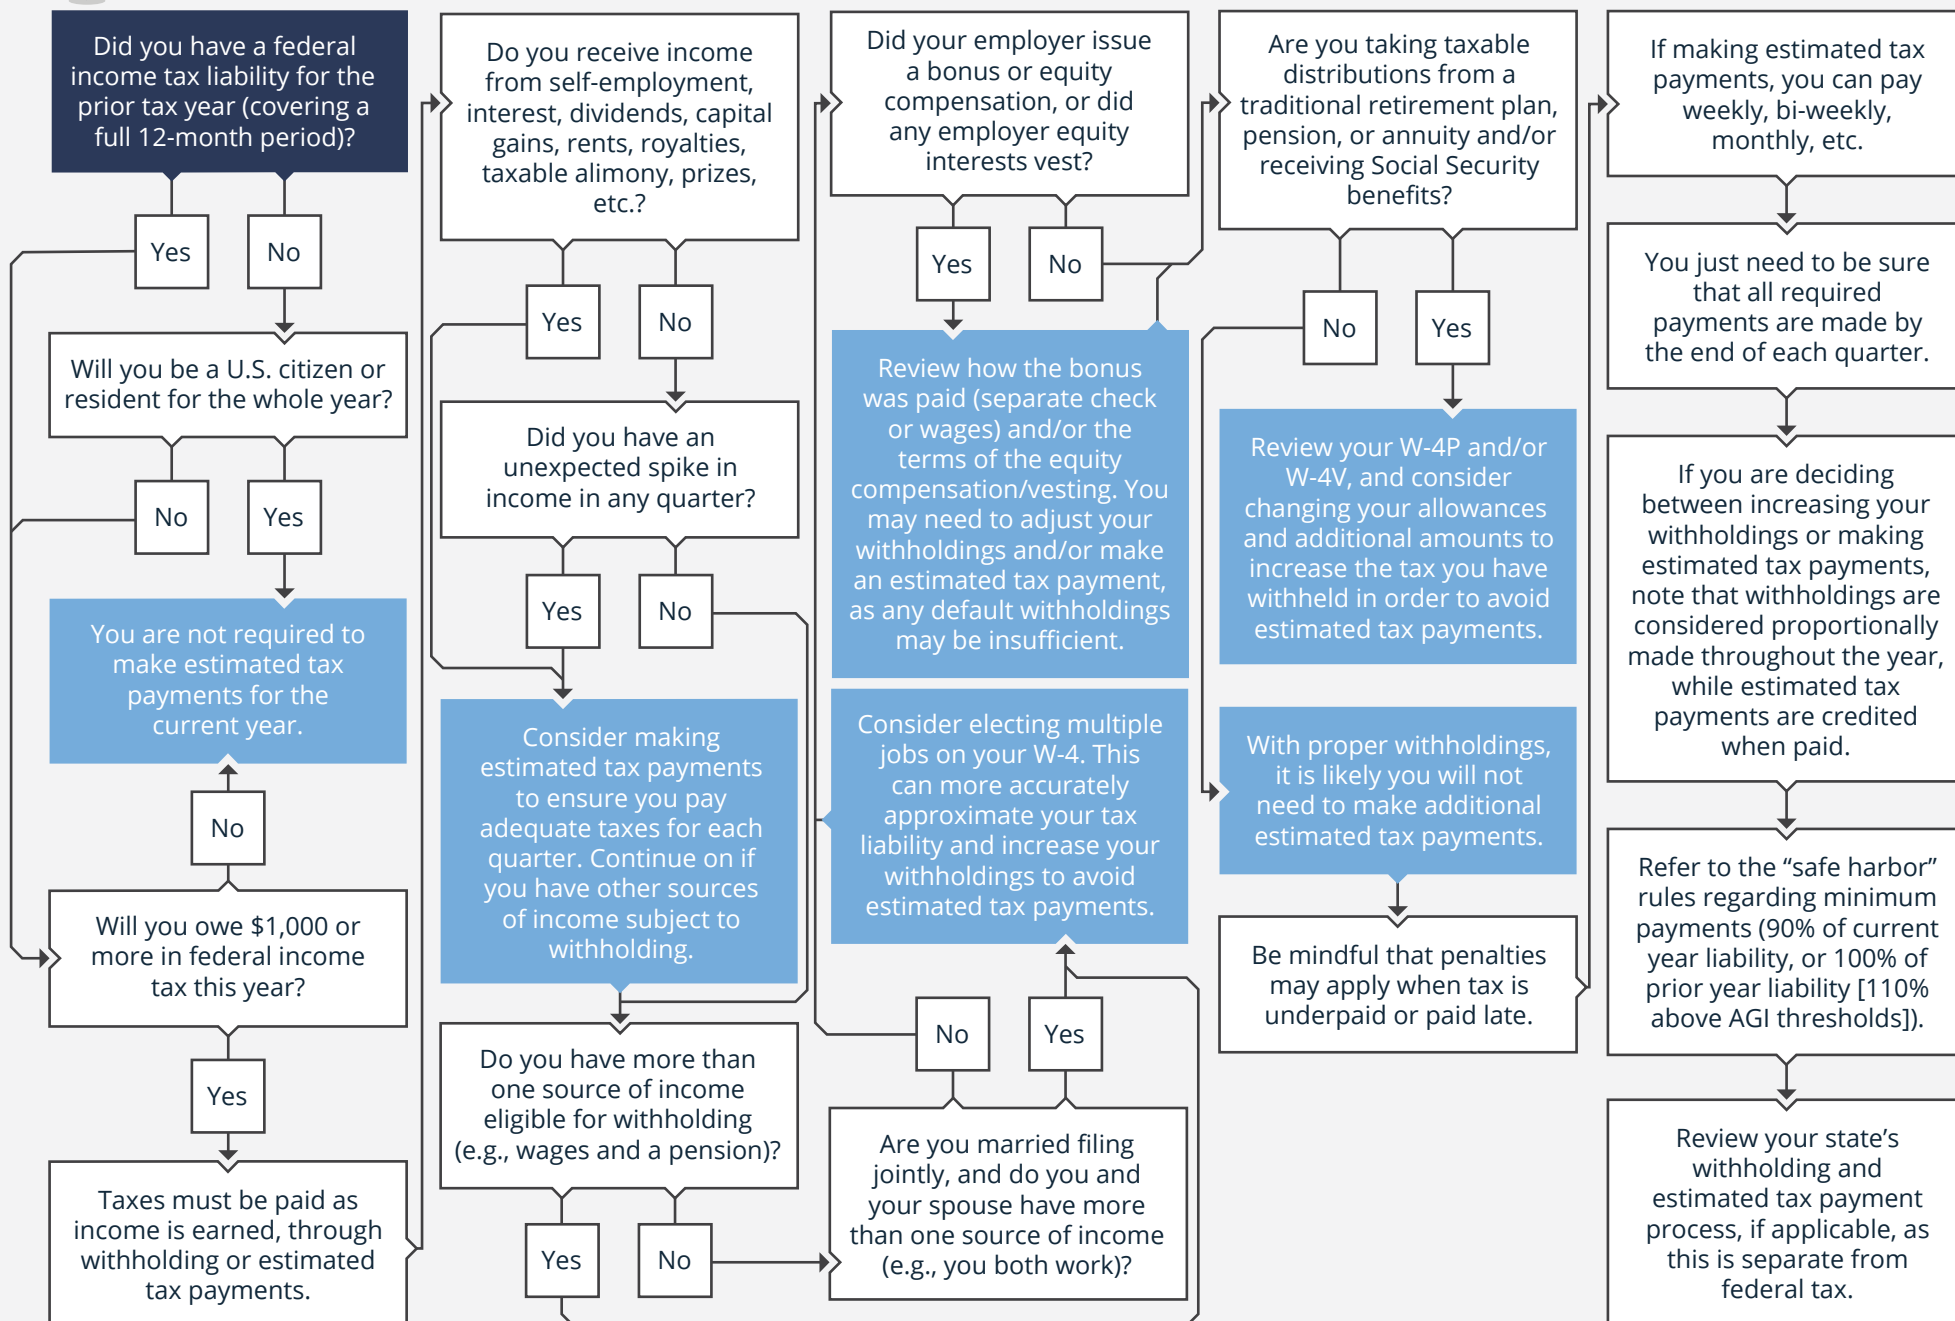 Did you have a federal
income tax liability for the
prior tax year (covering a
full 12-month period)?
Yes
No
Will you be a U.S. citizen or
resident for the whole year?
No
Yes
You are not required to
make estimated tax
payments for the
current year.
No
Will you owe $1,000 or
more in federal income
tax this year?
Yes
Taxes must be paid as
income is earned, through
withholding or estimated
tax payments.
Do you receive income
from self-employment,
interest, dividends, capital
gains, rents, royalties,
taxable alimony, prizes,
etc.?
Yes
No
Did you have an
unexpected spike in
income in any quarter?
Yes
No
Consider making
estimated tax payments
to ensure you pay
adequate taxes for each
quarter. Continue on if
you have other sources
of income subject to
withholding.
Do you have more than
one source of income
eligible for withholding
(e.g., wages and a pension)?
Yes
No
Did your employer issue
a bonus or equity
compensation, or did
any employer equity
interests vest?
Yes
No
Review how the bonus
was paid (separate check
or wages) and/or the
terms of the equity
compensation/vesting. You
may need to adjust your
withholdings and/or make
an estimated tax payment,
as any default withholdings
may be insufficient.
Consider electing multiple
jobs on your W-4. This
can more accurately
approximate your tax
liability and increase your
withholdings to avoid
estimated tax payments.
No
Yes
Are you married filing
jointly, and do you and
your spouse have more
than one source of income
(e.g., you both work)?
Are you taking taxable
distributions from a
traditional retirement plan,
pension, or annuity and/or
receiving Social Security
benefits?
No
Yes
Review your W-4P and/or
W-4V, and consider
changing your allowances
and additional amounts to
increase the tax you have
withheld in order to avoid
estimated tax payments.
With proper withholdings,
it is likely you will not
need to make additional
estimated tax payments.
Be mindful that penalties
may apply when tax is
underpaid or paid late.
If making estimated tax
payments, you can pay
weekly, bi-weekly,
monthly, etc.
You just need to be sure
that all required
payments are made by
the end of each quarter.
If you are deciding
between increasing your
withholdings or making
estimated tax payments,
note that withholdings are
considered proportionally
made throughout the year,
while estimated tax
payments are credited
when paid.
Refer to the “safe harbor”
rules regarding minimum
payments (90% of current
year liability, or 100% of
prior year liability [110%
above AGI thresholds]).
Review your state’s
withholding and
estimated tax payment
process, if applicable, as
this is separate from
federal tax.